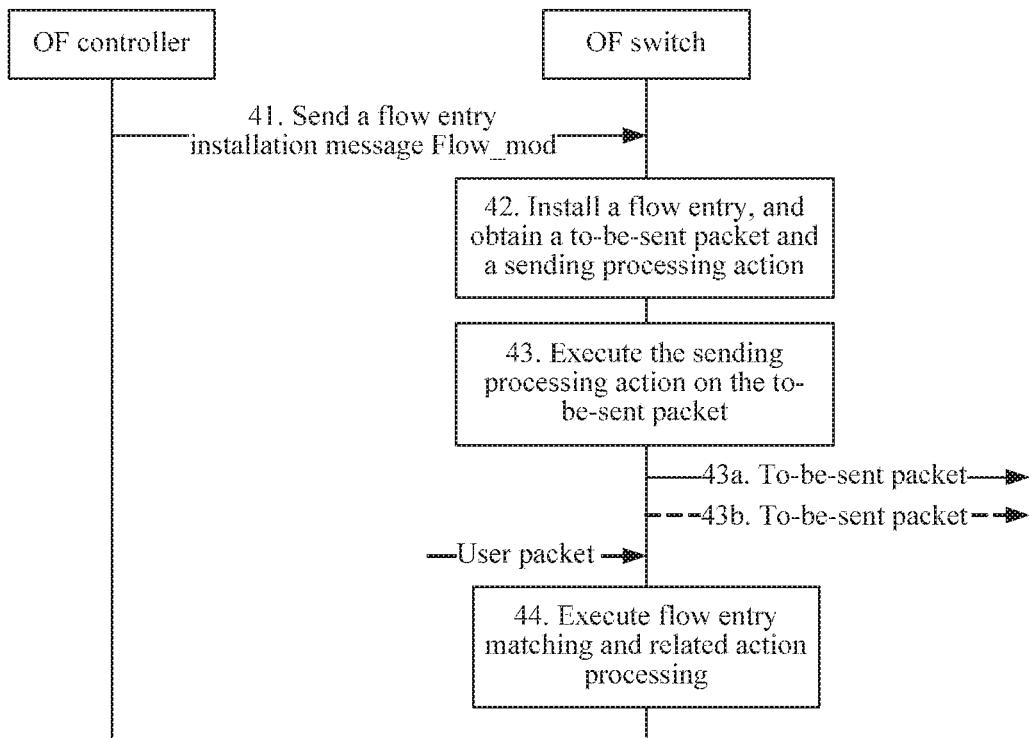 OF controller
OF switch
41. Send a flow entry
installation message Flow_mod
42. Install a flow entry, and
obtain a to-be-sent packet and
a sending processing action
43. Execute the sending
processing action on the to-
be-sent packet
43a. To-be-sent packet
43b. To-be-sent packet
User packet
44. Execute flow entry
matching and related action
processing